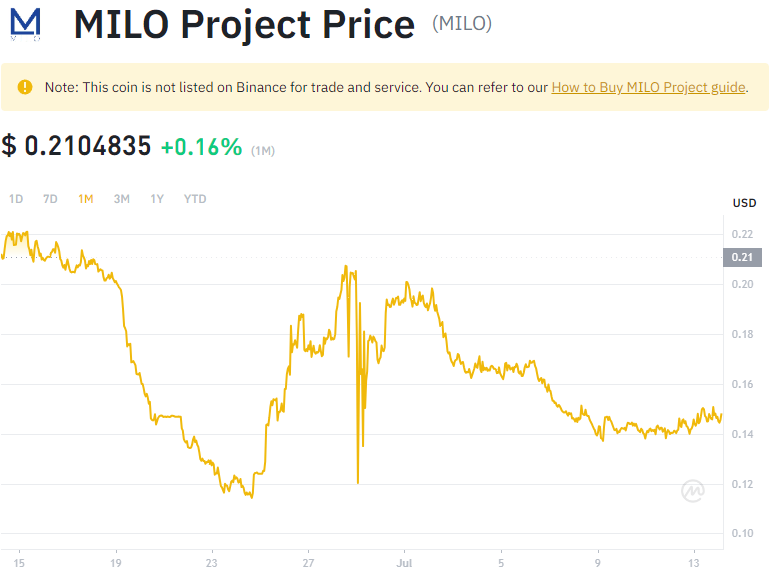 MILO Project Price (MILO)
Note: This coin is not listed on Binance for trade and service. You can refer to our How to Buy MILO Project guide.
$ 0.2104835 +0.16% (1M)
1D 7D 1M 3M 1Y YTD
USD
0.22
0.21
0.20
0.18
0.16
0.14
0.12
0.10
15 19 23 27 Jul 5 9 13